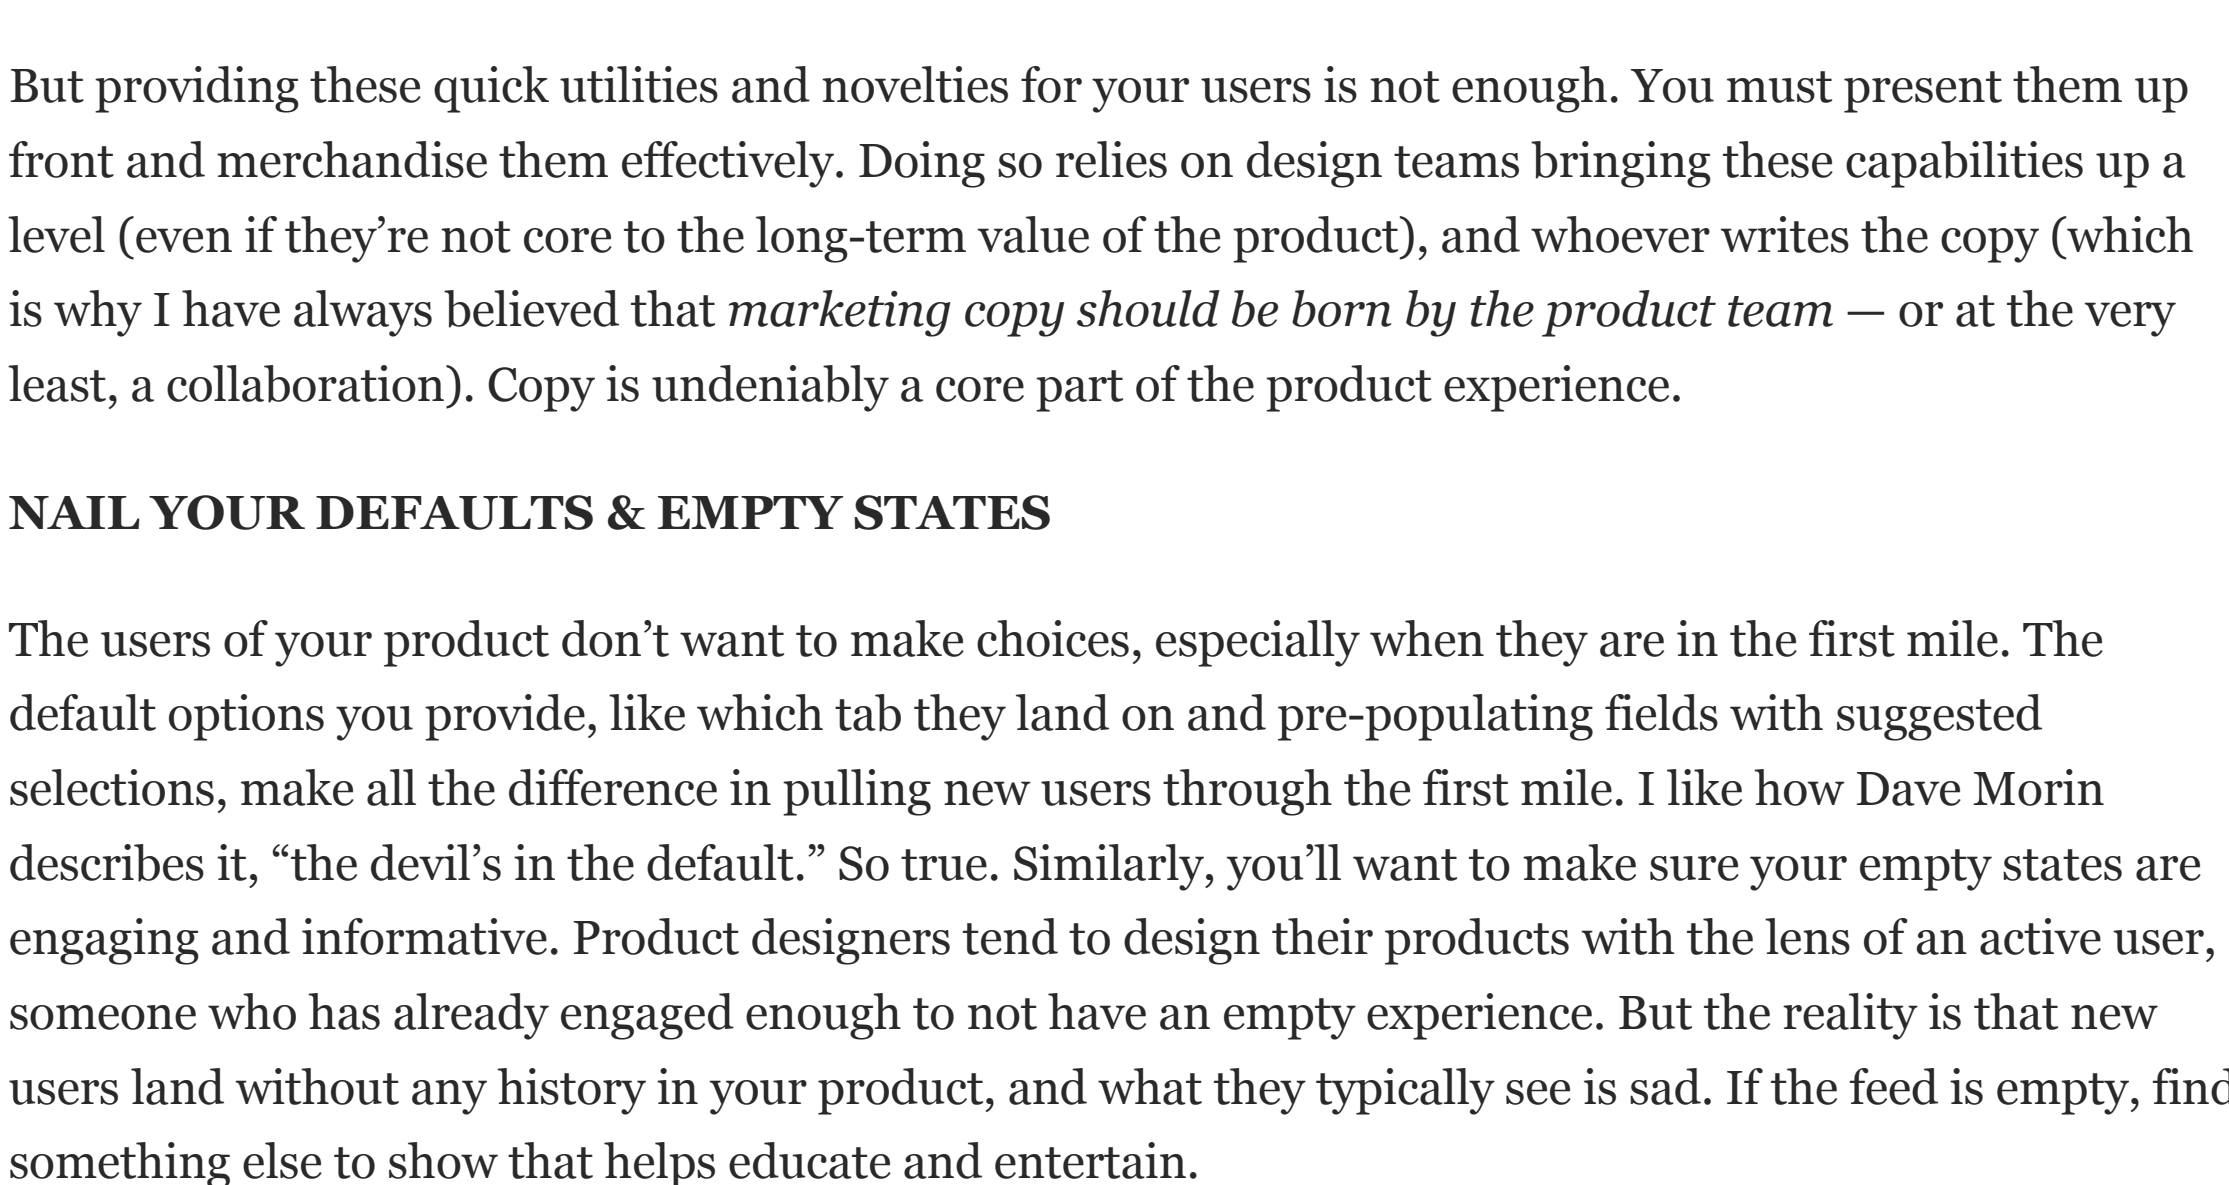 But providing these quick utilities and novelties for your users is not enough. You must present them up
front and merchandise them effectively. Doing so relies on design teams bringing these capabilities up a
level (even if they’re not core to the long-term value of the product), and whoever writes the copy (which
is why I have always believed that marketing copy should be born by the product team — or at the very
least, a collaboration). Copy is undeniably a core part of the product experience.
NAIL YOUR DEFAULTS & EMPTY STATES
The users of your product don’t want to make choices, especially when they are in the first mile. The
default options you provide, like which tab they land on and pre-populating fields with suggested
selections, make all the difference in pulling new users through the first mile. I like how Dave Morin
describes it, “the devil’s in the default.” So true. Similarly, you’ll want to make sure your empty states are
engaging and informative. Product designers tend to design their products with the lens of an active user,
someone who has already engaged enough to not have an empty experience. But the reality is that new
users land without any history in your product, and what they typically see is sad. If the feed is empty, find
something else to show that helps educate and entertain.